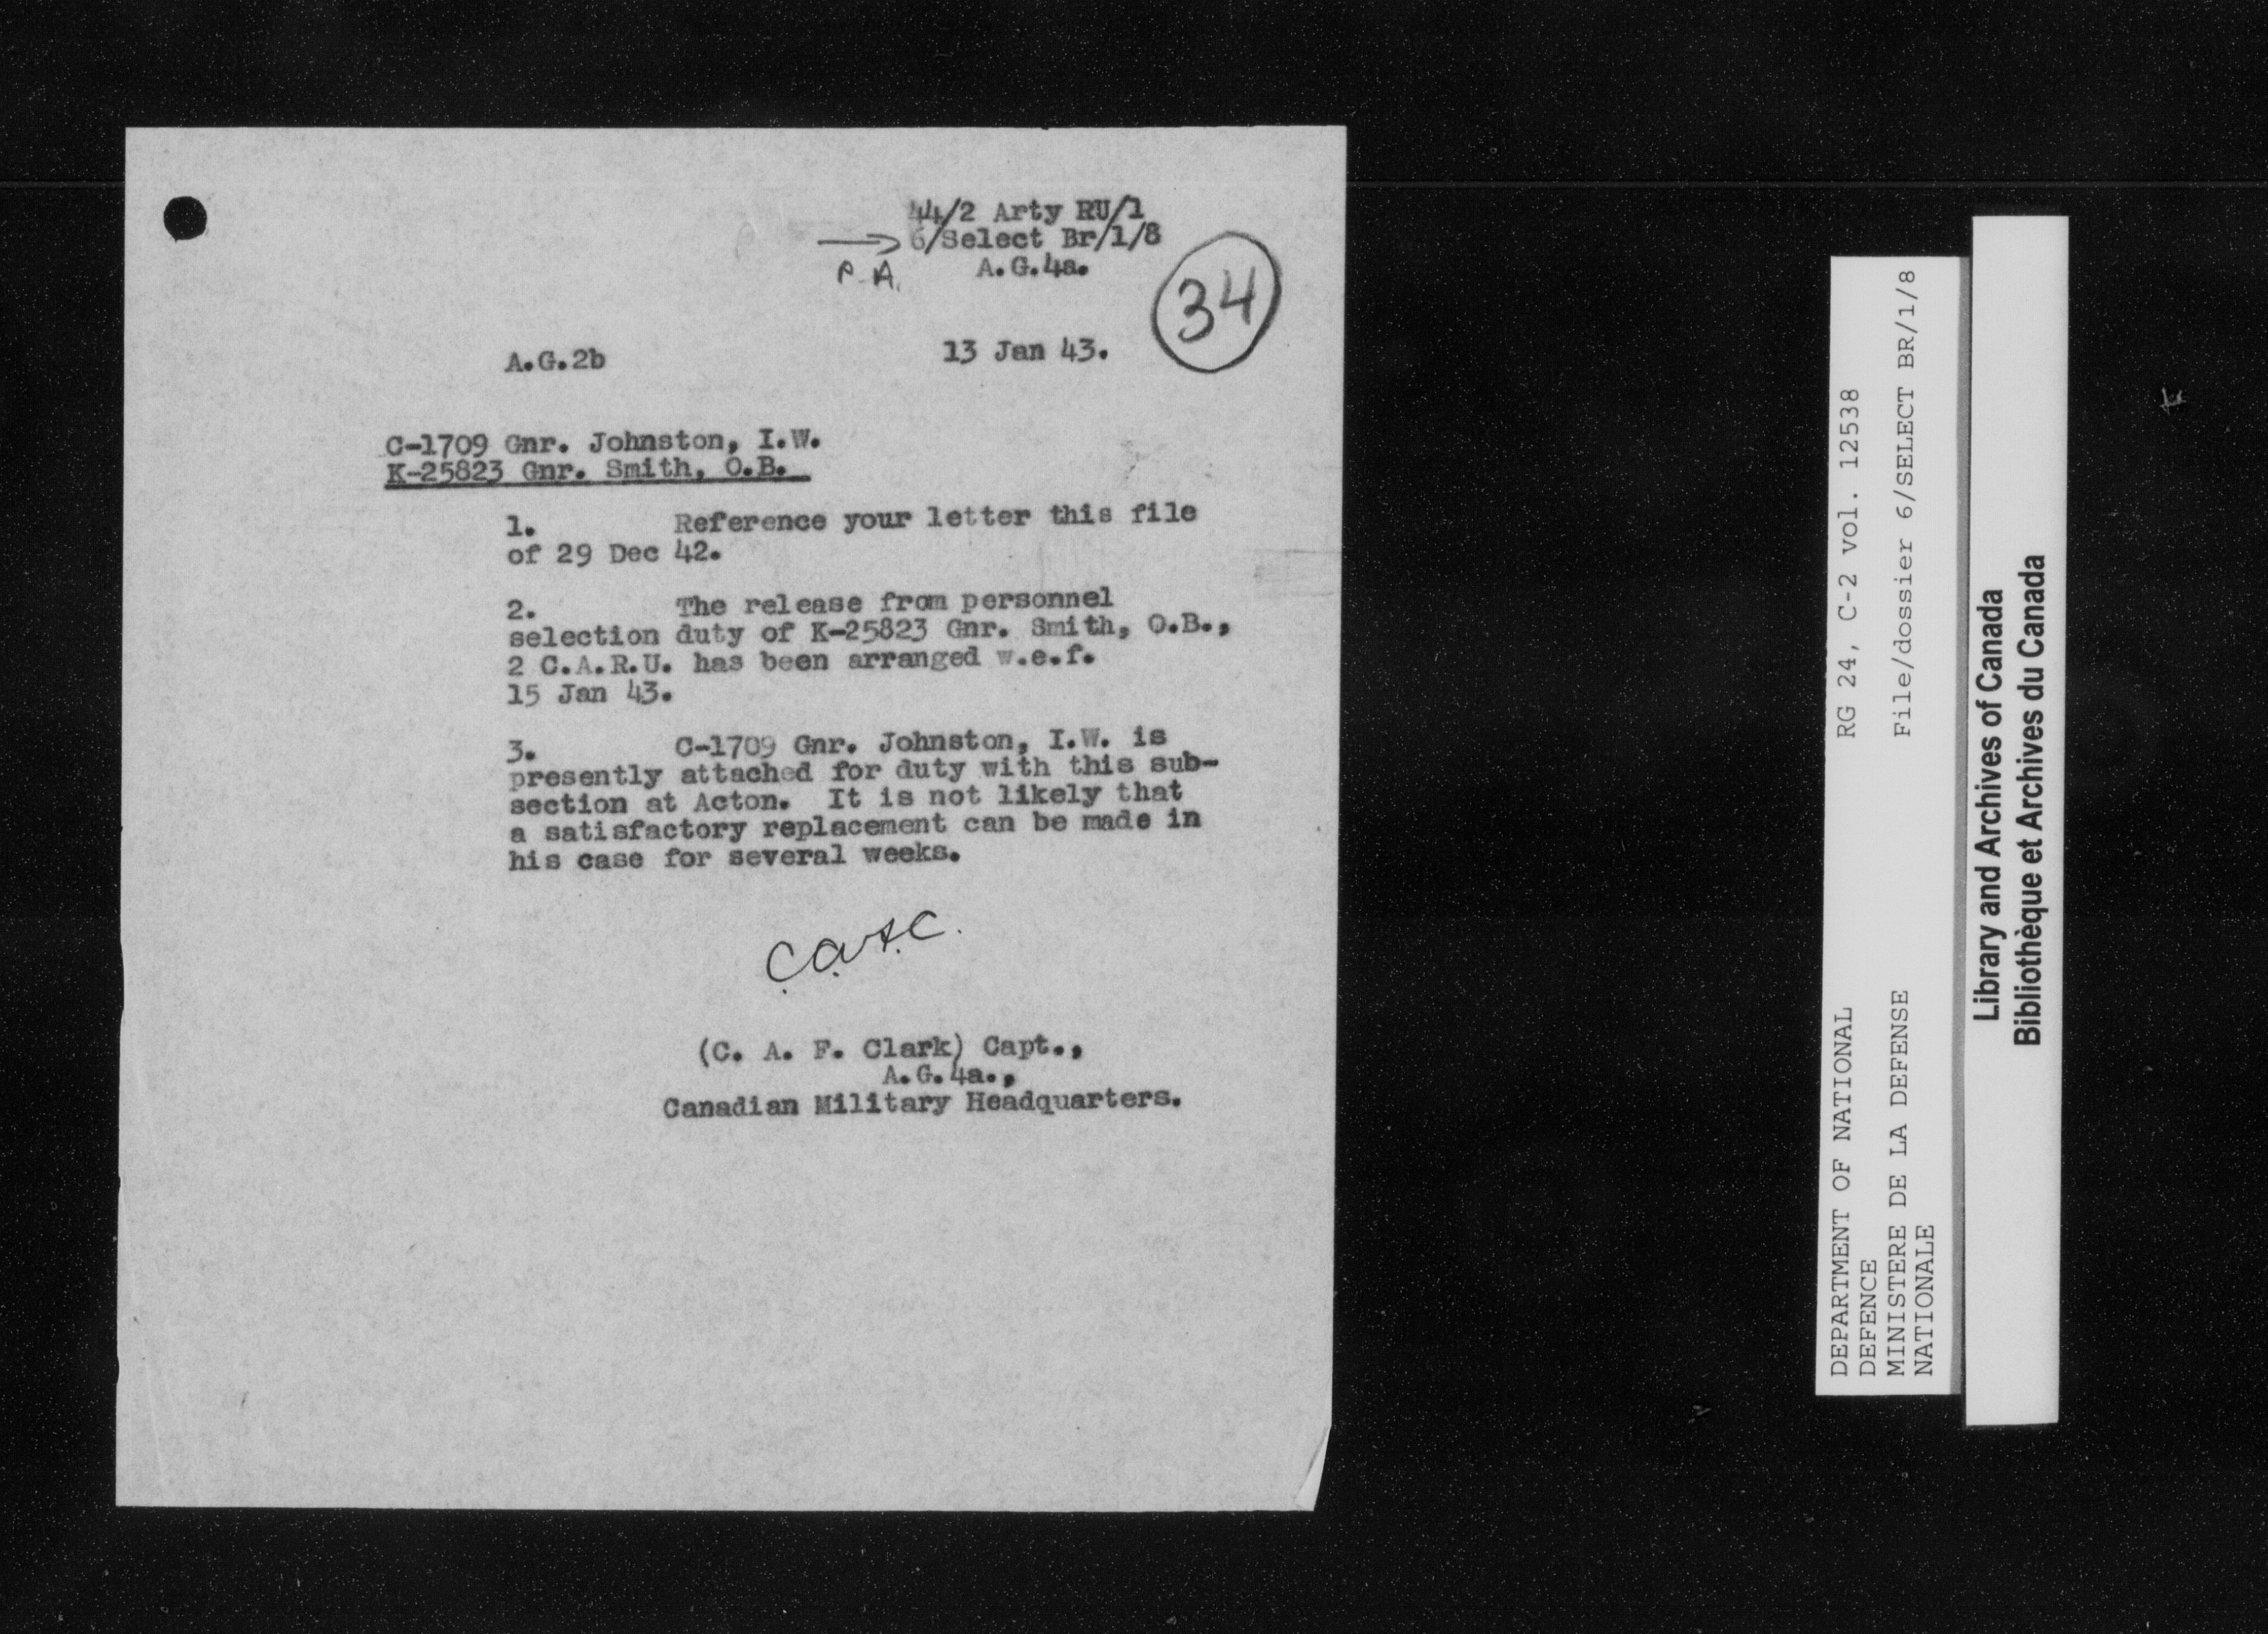 44/2 Arty RU/1
→ 6/Select Br/1/8
P.A. A.G.4a.
34
A.G.2b 13 Jan 43.
C-1709 Gnr. Johnston, I.W.
K-25823 Gnr. Smith, O.B.
1. Reference your letter this file
of 29 Dec 42.
2. The release from personnel
selection duty of K-25823 Gnr. Smith, O.B.,
2 C.A.R.U. has been arranged w.e.f.
15 Jan 43.
3. C-1709 Gnr. Johnston, I.W. is
presently attached for duty with this sub-
section at Acton. It is not likely that
a satisfactory replacement can be made in
his case for several weeks.
(C. A. F. Clark) Capt.,
A.G.4a.,
Canadian Military Headquarters.
DEPARTMENT OF NATIONAL RG 24, C-2 vol. 12538
DEFENCE
MINISTERE DE LA DEFENSE File/dossier 6/SELECT BR/1/8
NATIONALE
Library and Archives of Canada
Bibliothèque et Archives du Canada